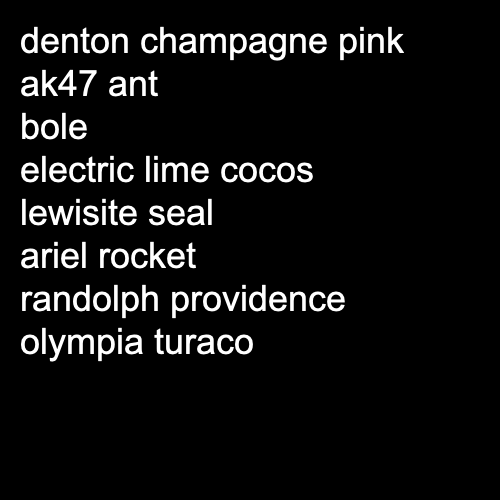 denton champagne pink
ak47 ant
bole
electric lime cocos
lewisite seal
ariel rocket
randolph providence
olympia turaco